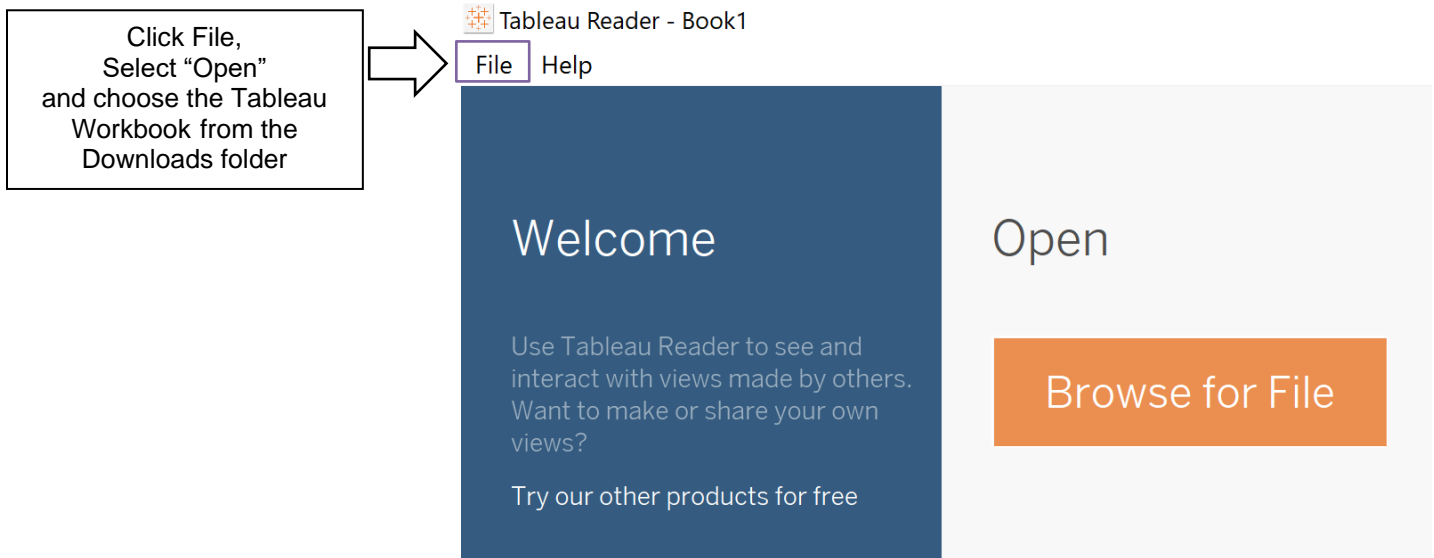 Click File,
Select “Open”
and choose the Tableau
Workbook from the
Downloads folder
Tableau Reader - Book1
File Help
Welcome
Use Tableau Reader to see and
interact with views made by others.
Want to make or share your own
views?
Try our other products for free
Open
Browse for File